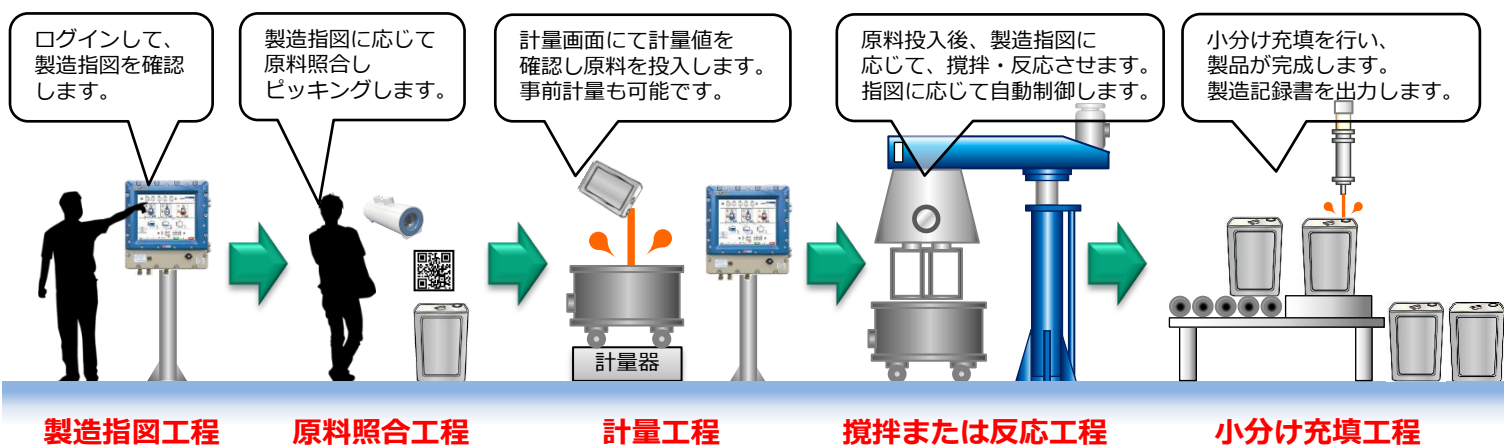 ログインして、
製造指図を確認
します。
製造指図に応じて
原料照合し
ピッキングします。
計量画面にて計量値を
確認し原料を投入します。
事前計量も可能です。
原料投入後、製造指図に
応じて、撹拌・反応させます。
指図に応じて自動制御します。
小分け充填を行い、
製品が完成します。
製造記録書を出力します。
計量器
製造指図工程
原料照合工程
計量工程
撹拌または反応工程
小分け充填工程